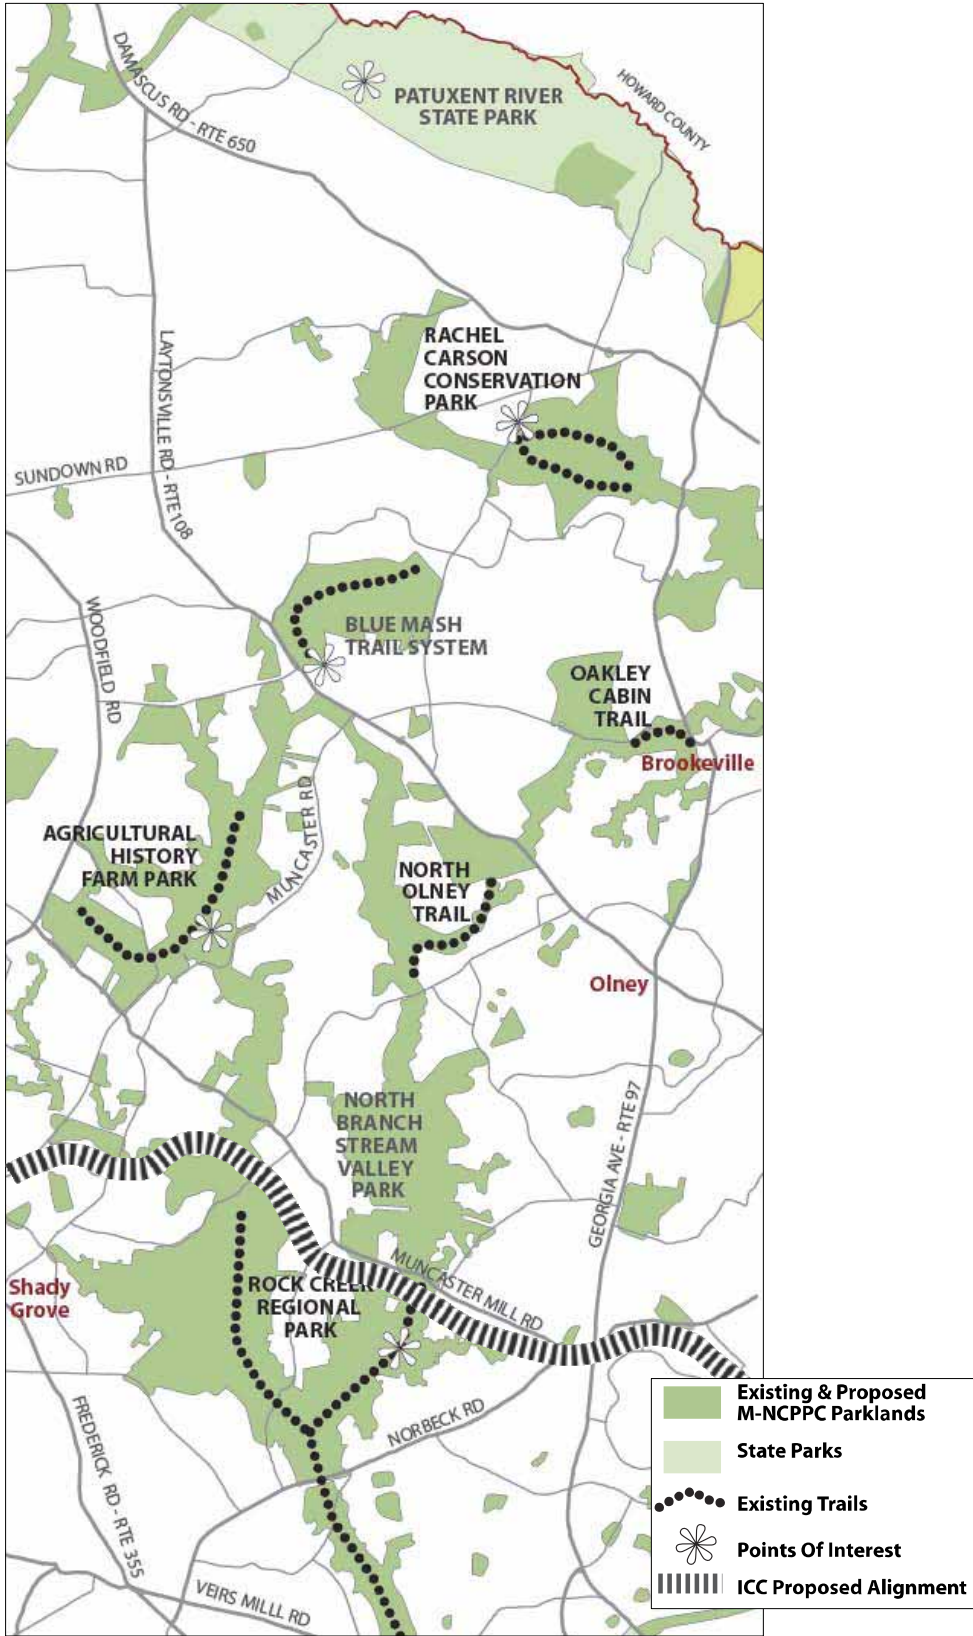 DAMASCUS RD - RTE 650
HOWARD COUNTY
PATUXENT RIVER
STATE PARK
LAYTONSVILLE RD - RTE 108
RACHEL
CARSON
CONSERVATION
PARK
SUNDOWN RD
WOODFIELD RD
BLUE MASH
TRAIL SYSTEM
OAKLEY
CABIN
TRAIL
Brookeville
MUNCASTER RD
AGRICULTURAL
HISTORY
FARM PARK
NORTH
OLNEY
TRAIL
Olney
NORTH
BRANCH
STREAM
VALLEY
PARK
GEORGIA AVE - RTE 97
MUNCASTER MILL RD
Shady
Grove
ROCK CREEK
REGIONAL
PARK
NORBECK RD
FREDERICK RD - RTE 355
VEIRS MILLL RD
Existing & Proposed
M-NCPPC Parklands
State Parks
Existing Trails
Points Of Interest
ICC Proposed Alignment